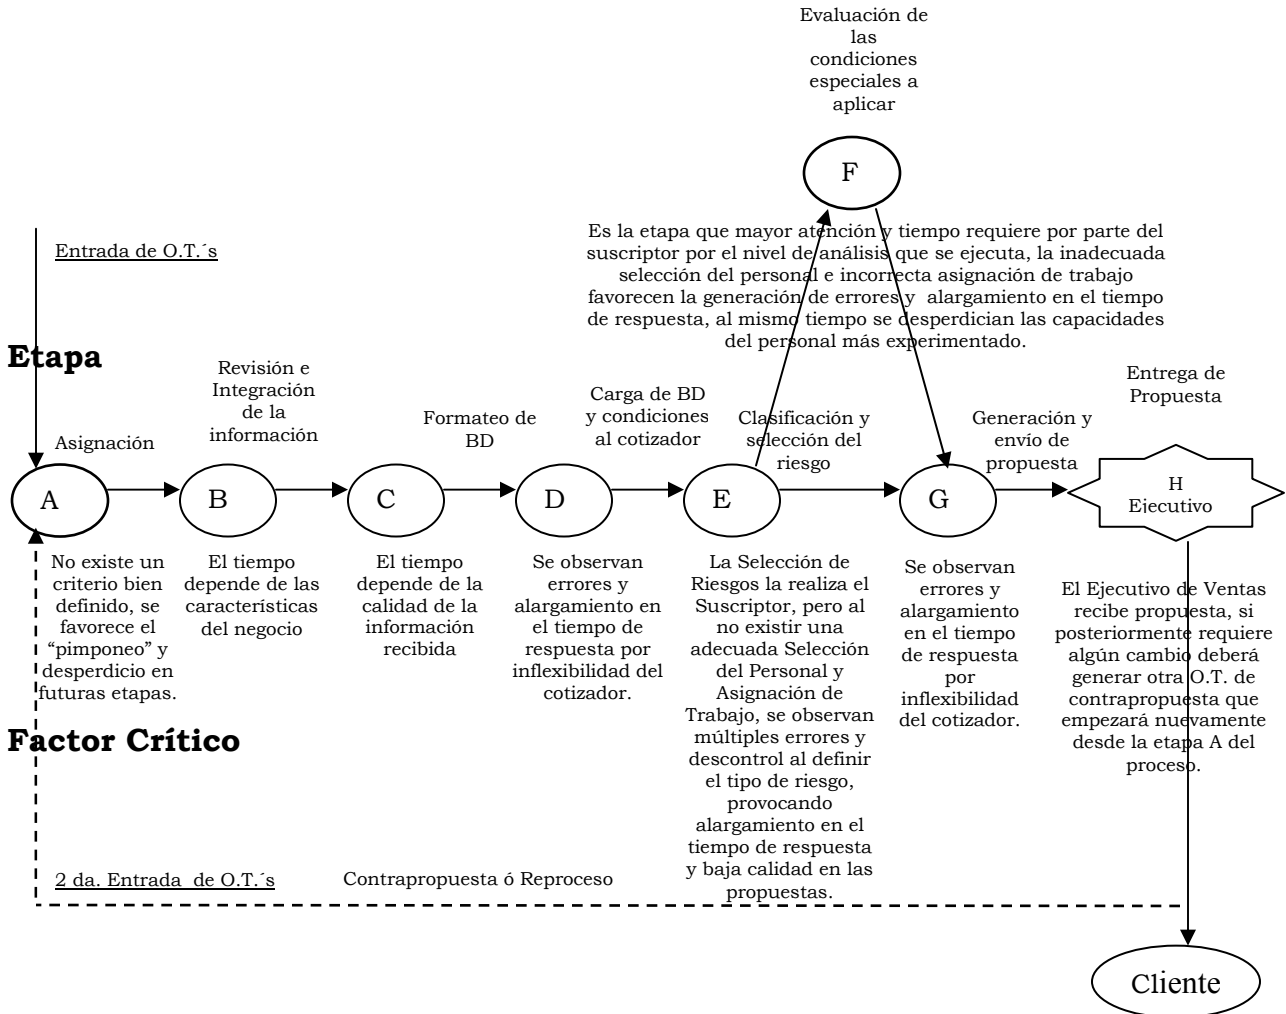 Evaluación de
las
condiciones
especiales a
aplicar
F
Es la etapa que mayor atención y tiempo requiere por parte del
suscriptor por el nivel de análisis que se ejecuta, la inadecuada
selección del personal e incorrecta asignación de trabajo
favorecen la generación de errores y alargamiento en el tiempo
de respuesta, al mismo tiempo se desperdician las capacidades
del personal más experimentado.
Entrada de O.T.´s
Etapa
Asignación
Revisión e
Integración
de la
información
Formateo de
BD
Carga de BD
y condiciones
al cotizador
Clasificación y
selección del
riesgo
Generación y
envío de
propuesta
Entrega de
Propuesta
A
B
C
D
E
G
H
Ejecutivo
No existe un
criterio bien
definido, se
favorece el
“pimponeo” y
desperdicio en
futuras etapas.
El tiempo
depende de las
características
del negocio
El tiempo
depende de la
calidad de la
información
recibida
Se observan
errores y
alargamiento en
el tiempo de
respuesta por
inflexibilidad del
cotizador.
La Selección de
Riesgos la realiza el
Suscriptor, pero al
no existir una
adecuada Selección
del Personal y
Asignación de
Trabajo, se observan
múltiples errores y
descontrol al definir
el tipo de riesgo,
provocando
alargamiento en el
tiempo de respuesta
y baja calidad en las
propuestas.
Se observan
errores y
alargamiento
en el tiempo
de respuesta
por
inflexibilidad
del cotizador.
El Ejecutivo de Ventas
recibe propuesta, si
posteriormente requiere
algún cambio deberá
generar otra O.T. de
contrapropuesta que
empezará nuevamente
desde la etapa A del
proceso.
Factor Crítico
2 da. Entrada de O.T.´s
Contrapropuesta ó Reproceso
Cliente